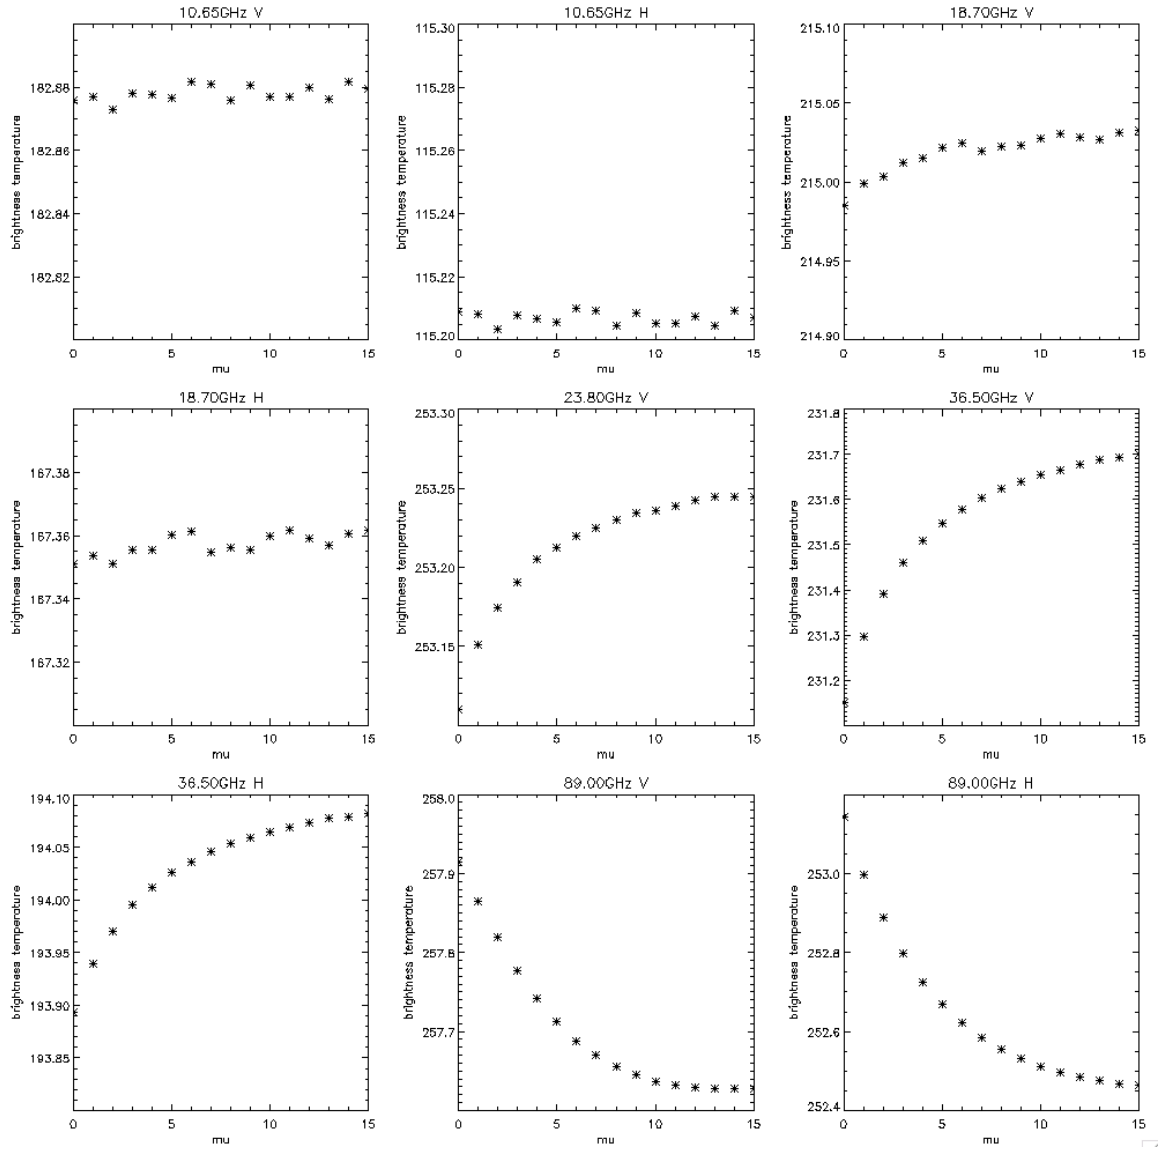 10.65GHz V
182.88
182.86
182.84
182.82
brightness temperature
0 5 10 15
mu
10.65GHz H
115.30
115.28
115.26
115.24
115.22
115.20
brightness temperature
0 5 10 15
mu
18.70GHz V
215.10
215.05
215.00
214.95
214.90
brightness temperature
0 5 10 15
mu
18.70GHz H
167.38
167.36
167.34
167.32
brightness temperature
0 5 10 15
mu
23.80GHz V
253.30
253.25
253.20
253.15
brightness temperature
0 5 10 15
mu
36.50GHz V
231.8
231.7
231.6
231.5
231.4
231.3
231.2
brightness temperature
0 5 10 15
mu
36.50GHz H
194.10
194.05
194.00
193.95
193.90
193.85
brightness temperature
0 5 10 15
mu
89.00GHz V
258.0
257.9
257.8
257.7
brightness temperature
0 5 10 15
mu
89.00GHz H
253.0
252.8
252.6
252.4
brightness temperature
0 5 10 15
mu